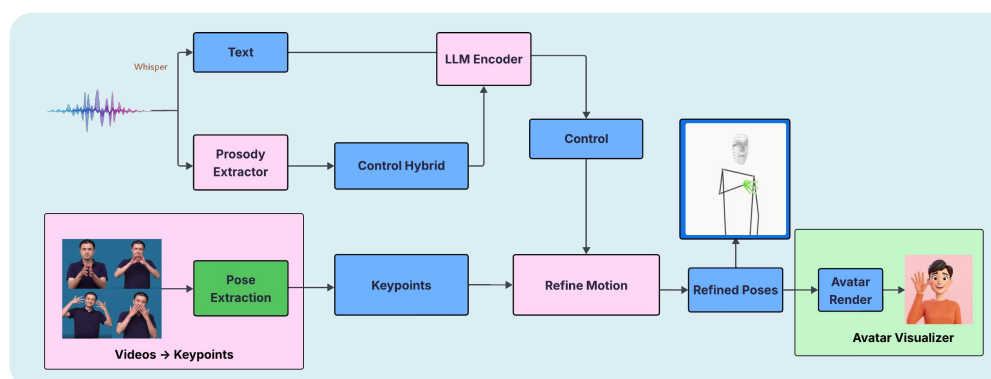 Whisper
Text
LLM Encoder
Prosody
Extractor
Control Hybrid
Control
Pose
Extraction
Videos → Keypoints
Keypoints
Refine Motion
Refined Poses
Avatar
Render
Avatar Visualizer